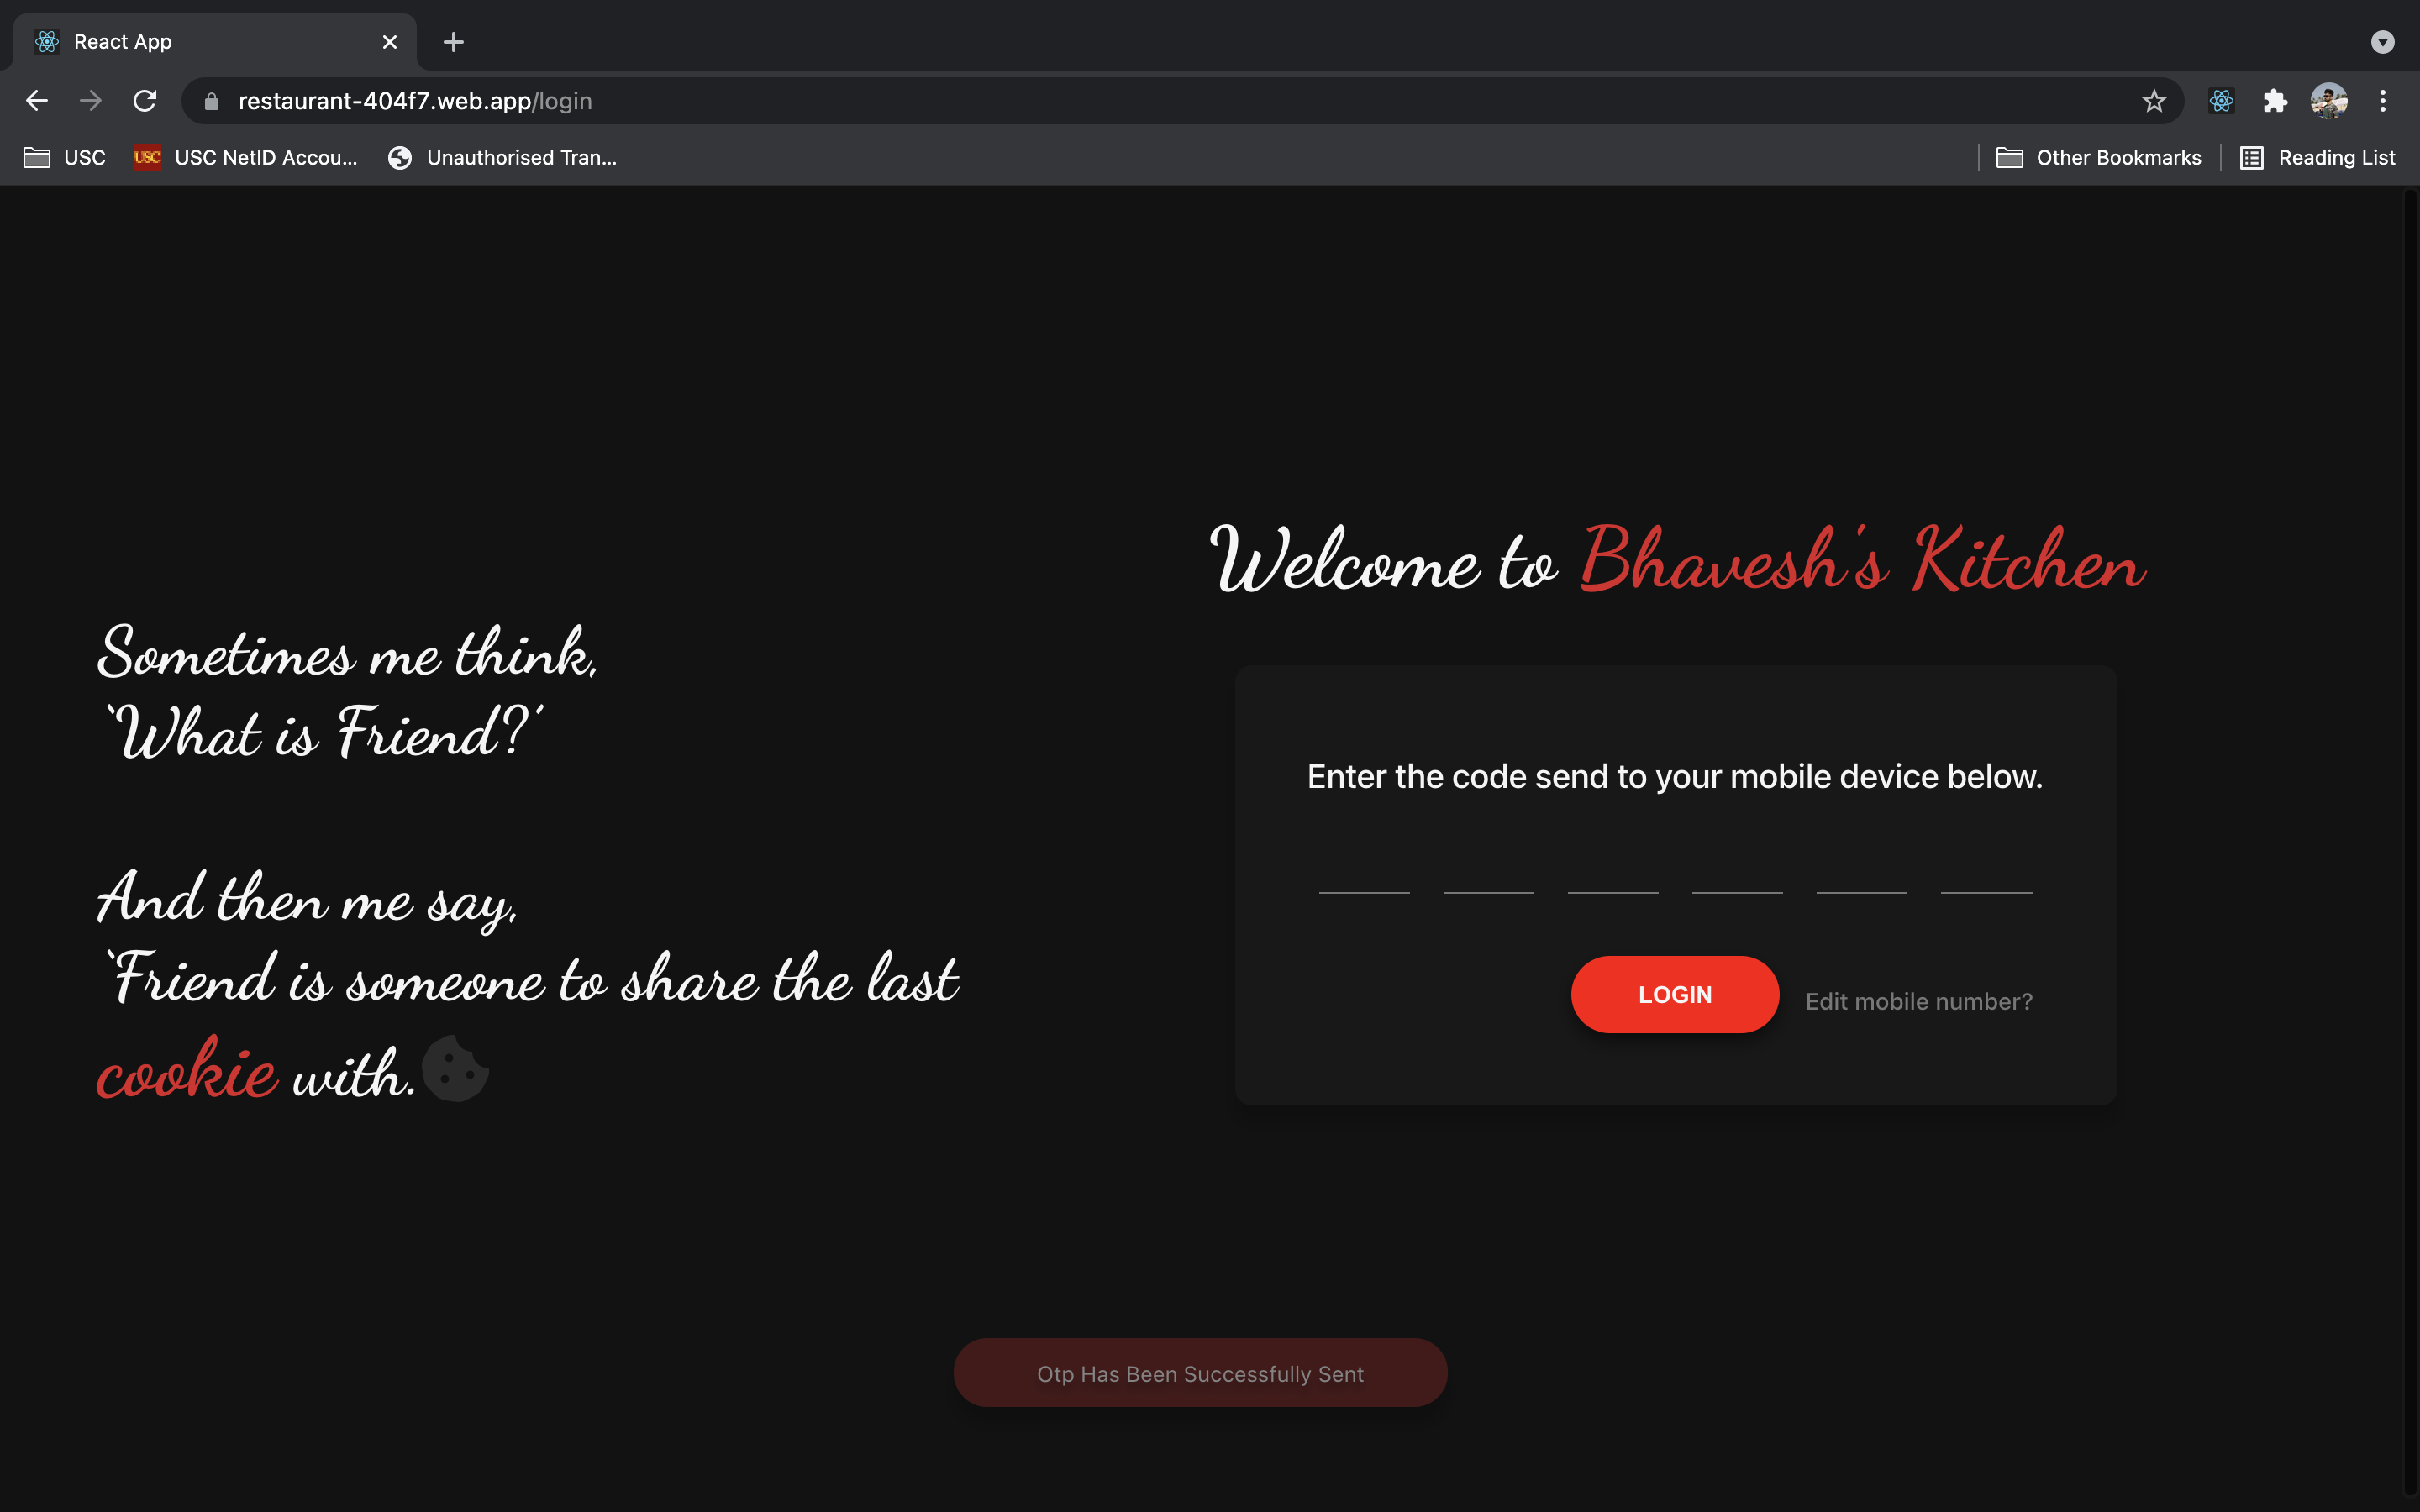 React App
restaurant-404f7.web.app/login
USC
USC NetID Accou...
Unauthorised Tran...
Other Bookmarks
Reading List
Sometimes me think,
‘What is Friend?’
And then me say,
‘Friend is someone to share the last
cookie with.
Welcome to Bhavesh's Kitchen
Enter the code send to your mobile device below.
LOGIN
Edit mobile number?
Otp Has Been Successfully Sent